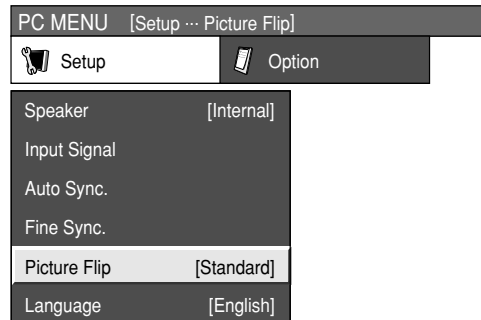 PC MENU [Setup ··· Picture Flip]
Setup Option
Speaker [Internal]
Input Signal
Auto Sync.
Fine Sync.
Picture Flip [Standard]
Language [English]